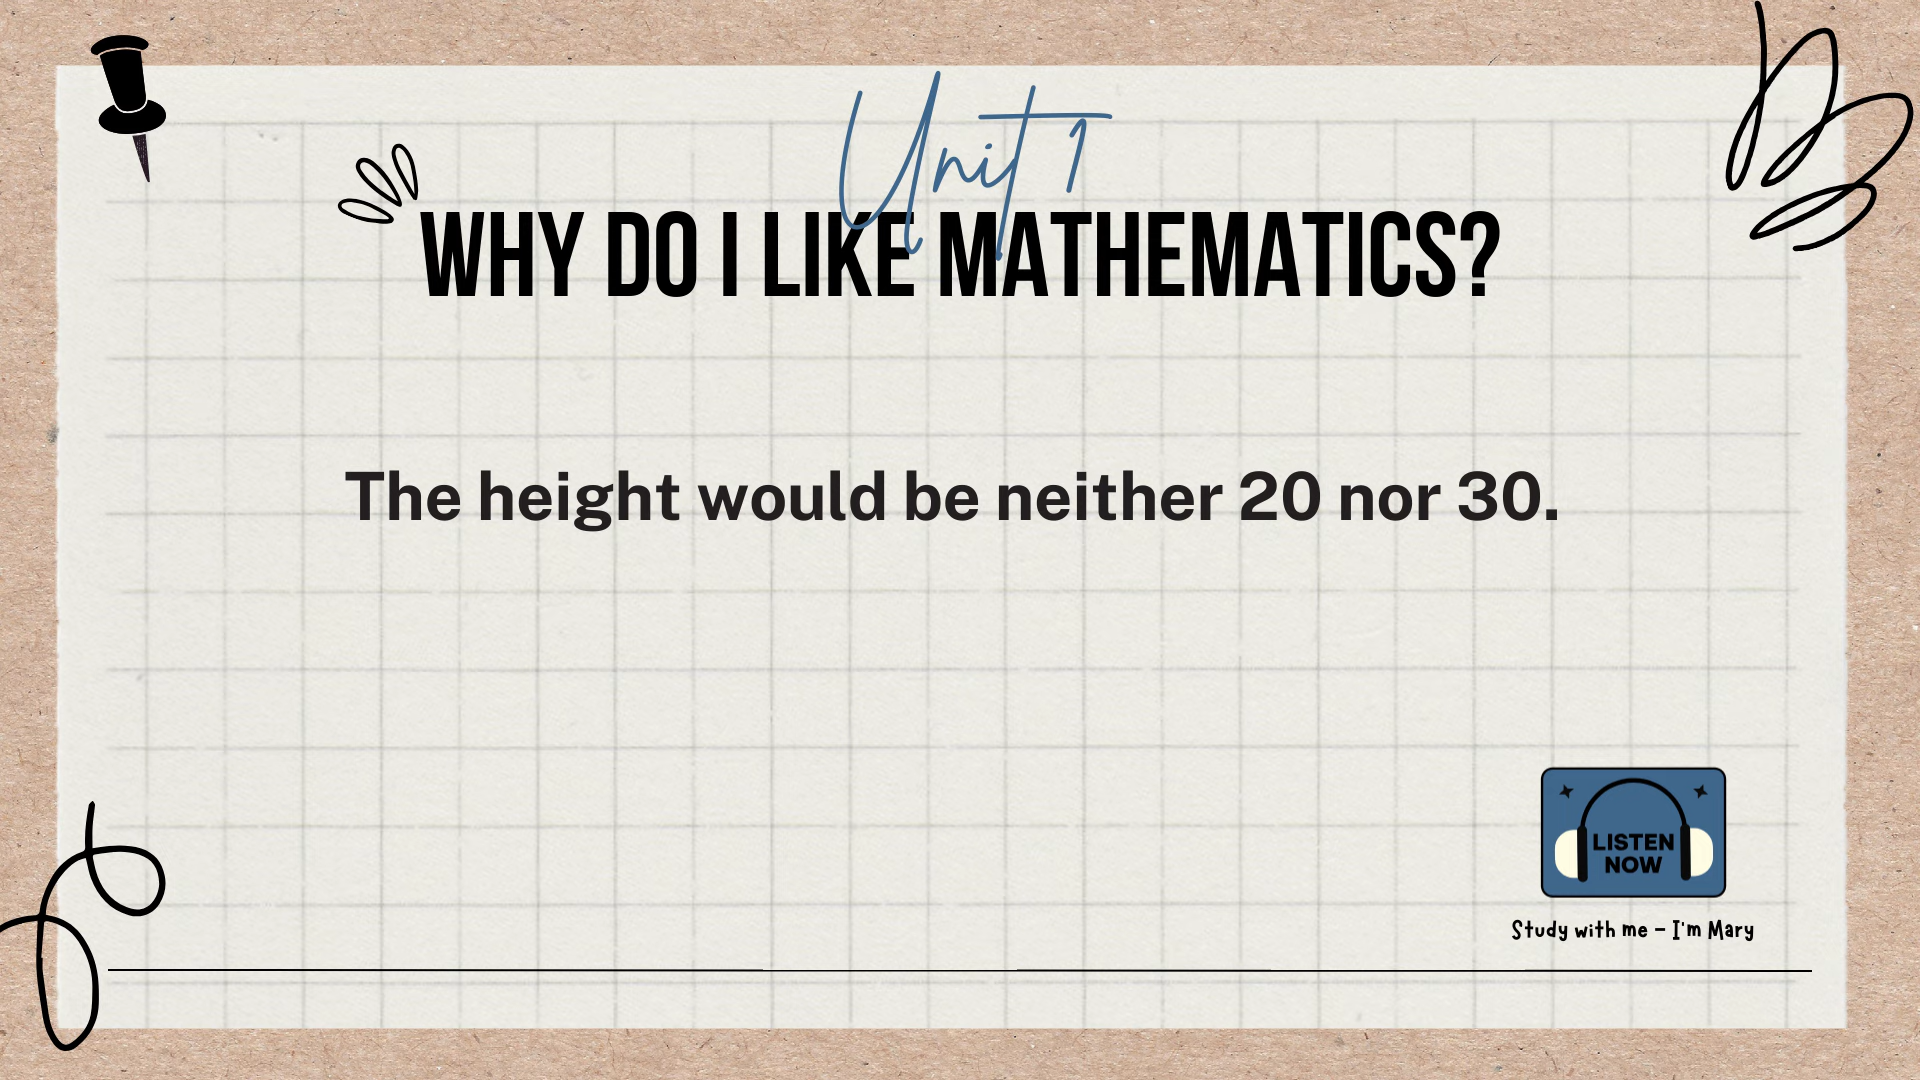 Unit 1
WHY DO I LIKE MATHEMATICS?
The height would be neither 20 nor 30.
LISTEN
NOW
Study with me - I'm Mary